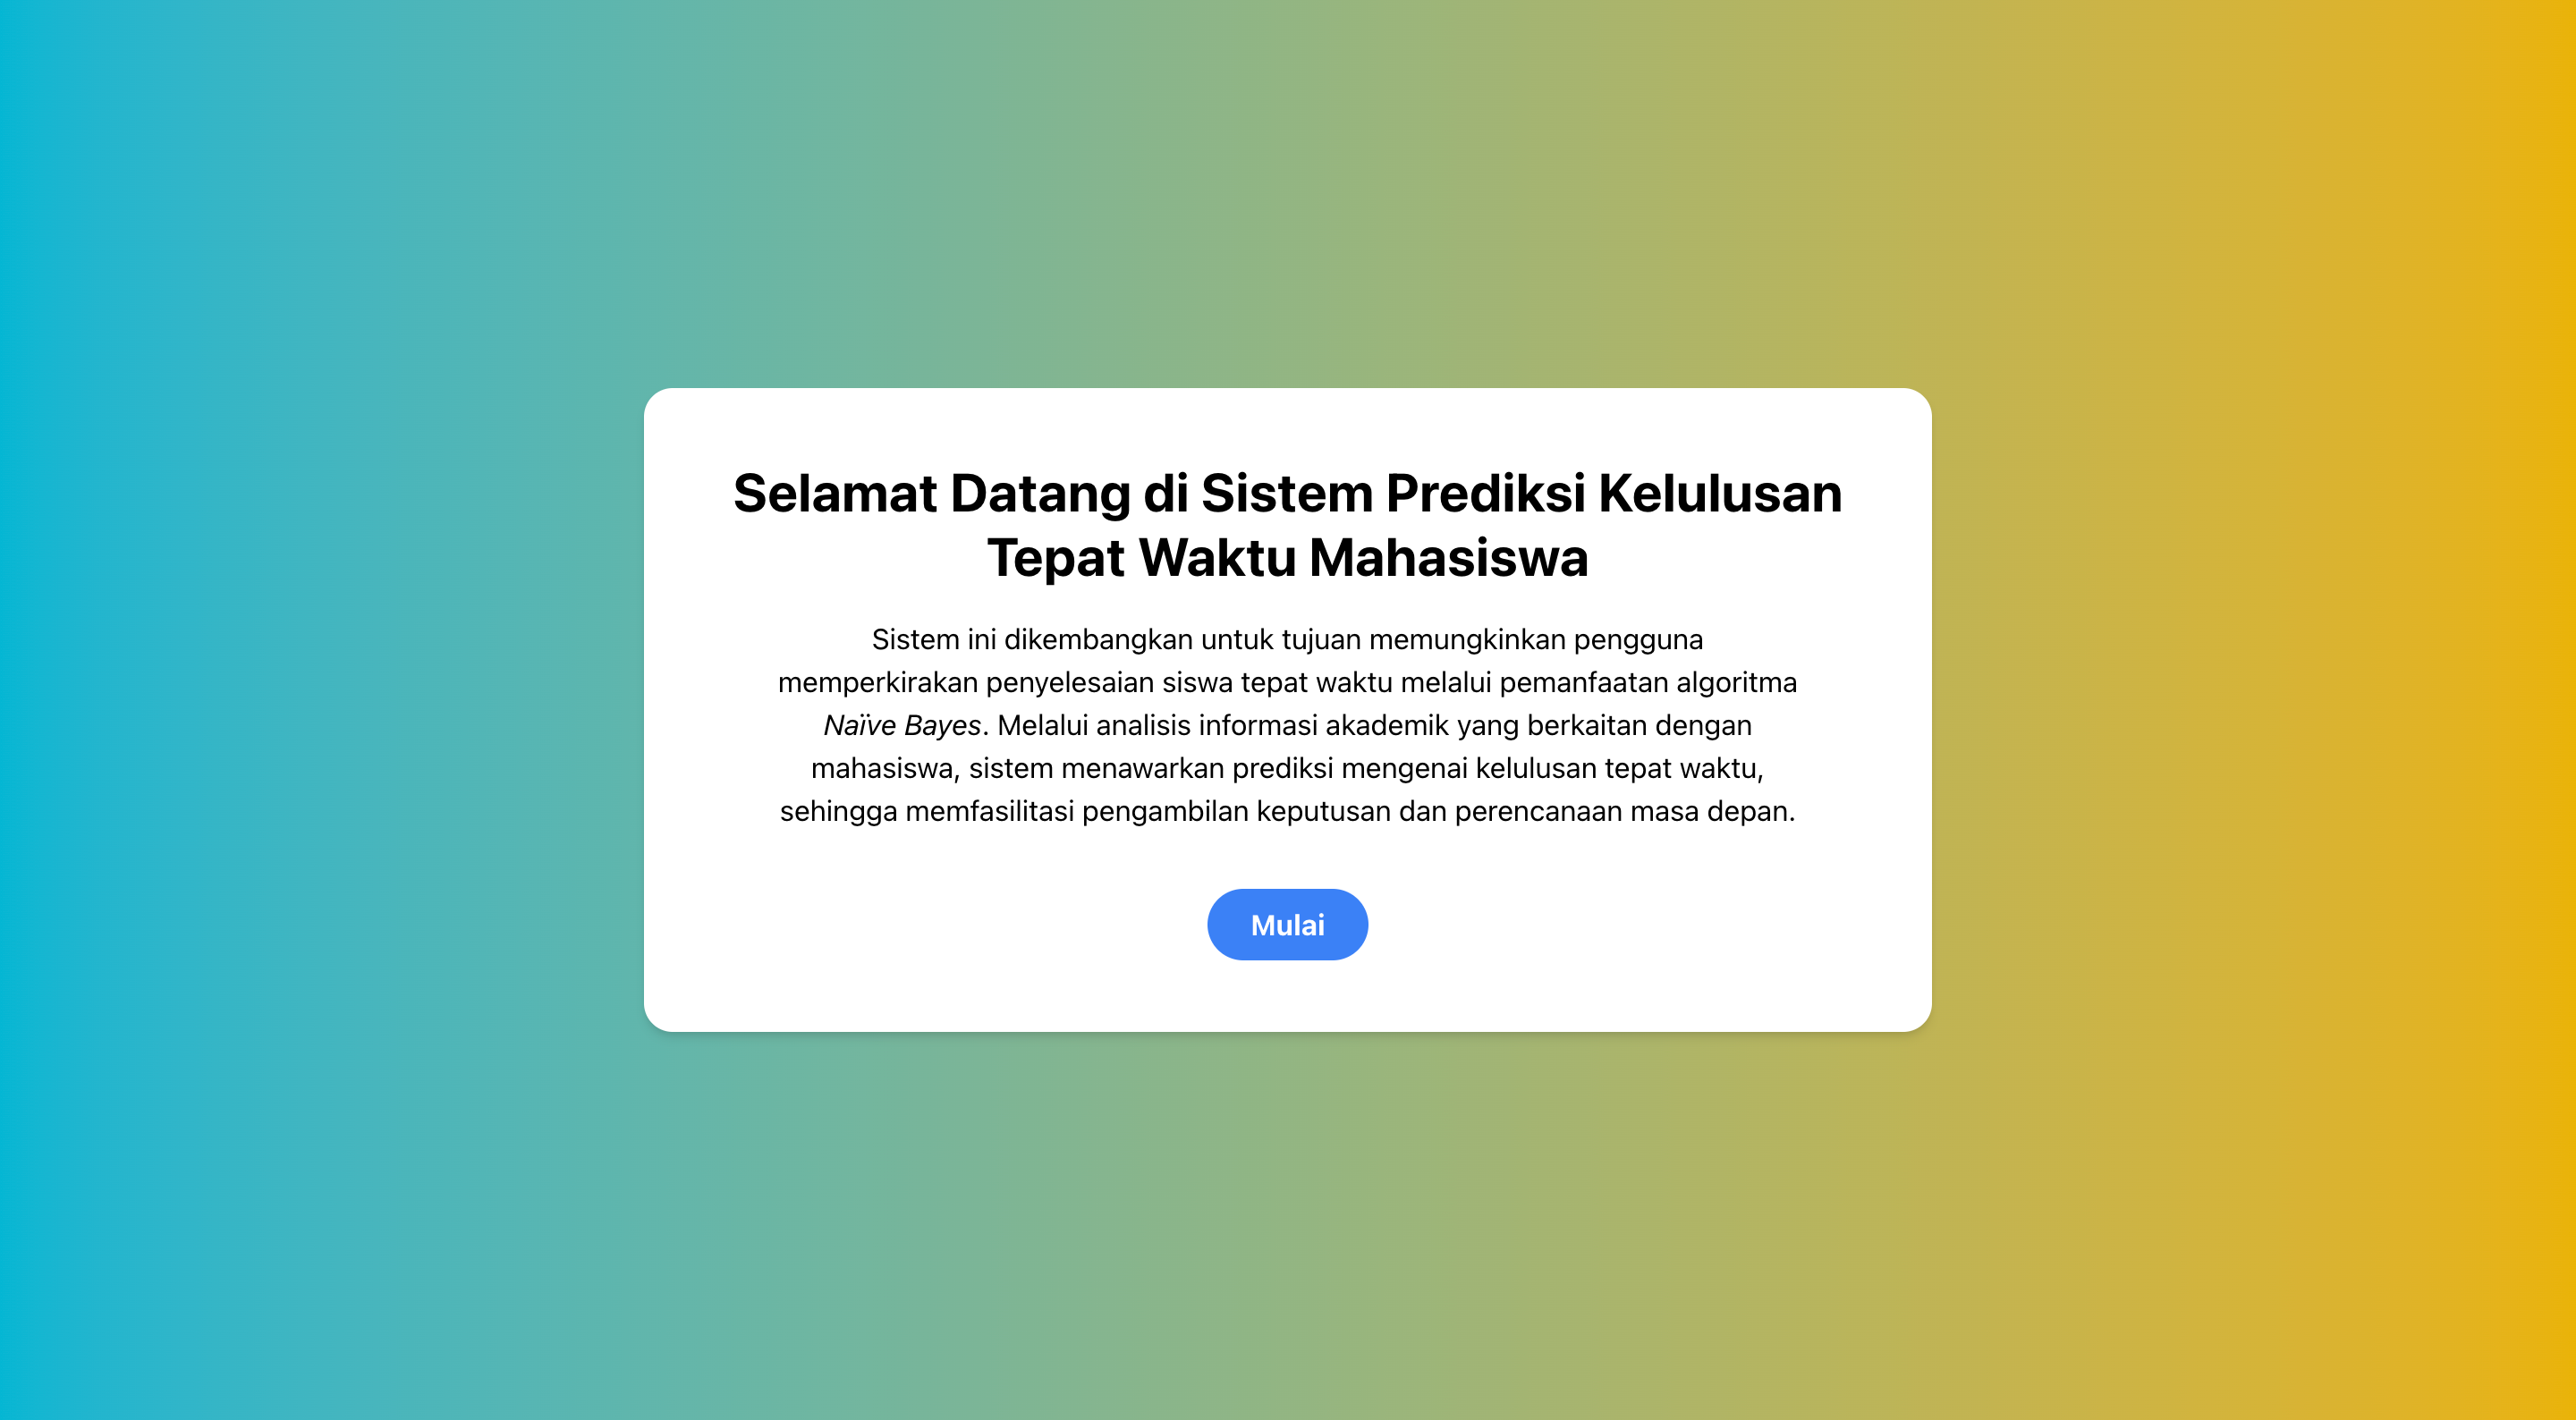 Selamat Datang di Sistem Prediksi Kelulusan
Tepat Waktu Mahasiswa
Sistem ini dikembangkan untuk tujuan memungkinkan pengguna
memperkirakan penyelesaian siswa tepat waktu melalui pemanfaatan algoritma
Naïve Bayes. Melalui analisis informasi akademik yang berkaitan dengan
mahasiswa, sistem menawarkan prediksi mengenai kelulusan tepat waktu,
sehingga memfasilitasi pengambilan keputusan dan perencanaan masa depan.
Mulai